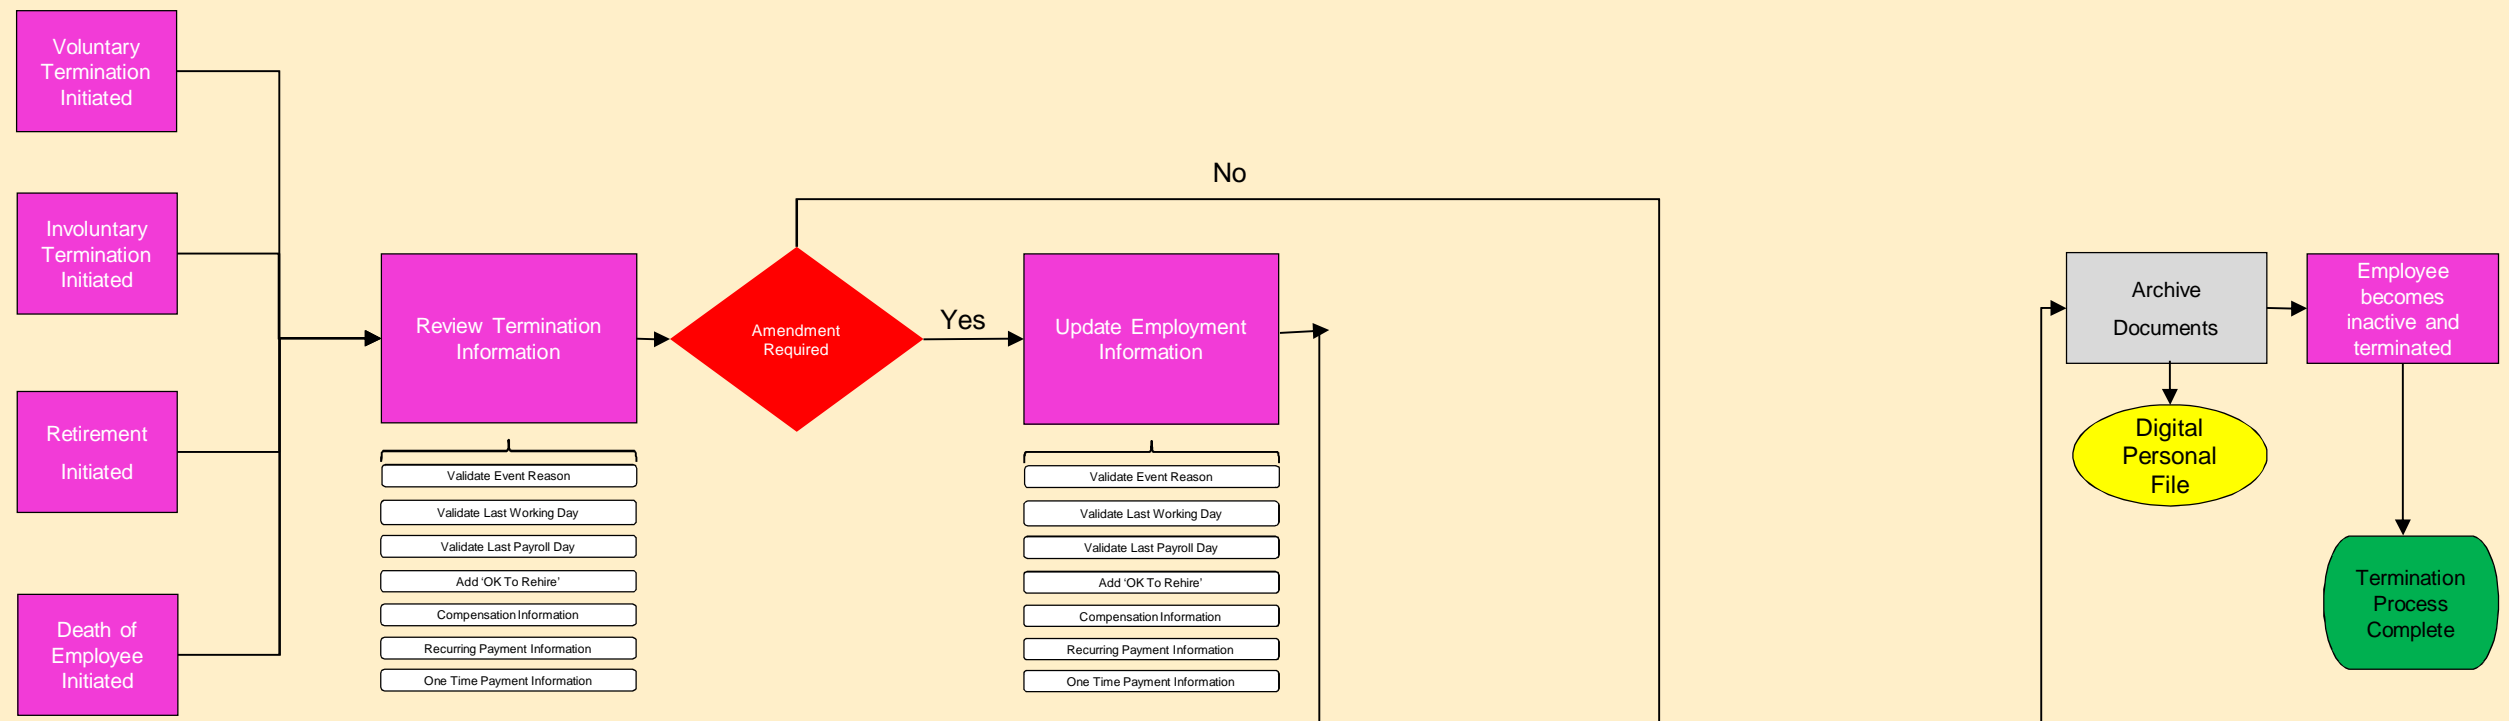 Voluntary
Termination
Initiated
Involuntary
Termination
Initiated
Retirement
Initiated
Death of
Employee
Initiated
Review Termination
Information
Validate Event Reason
Validate Last Working Day
Validate Last Payroll Day
Add ‘OK To Rehire’
Compensation Information
Recurring Payment Information
One Time Payment Information
Amendment
Required
No
Yes
Update Employment
Information
Validate Event Reason
Validate Last Working Day
Validate Last Payroll Day
Add ‘OK To Rehire’
Compensation Information
Recurring Payment Information
One Time Payment Information
Archive
Documents
Digital
Personal
File
Employee
becomes
inactive and
terminated
Termination
Process
Complete